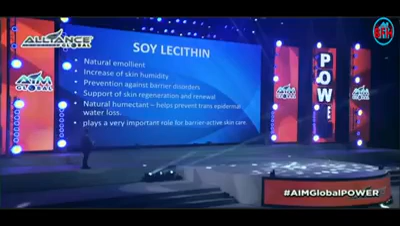 ALLIANCE
GLOBAL
SOY LECITHIN
• Natural emollient
• Increase of skin humidity
• Prevention against barrier disorders
• Support of skin regeneration and renewal
• Natural humectant – helps prevent trans epidermal
water loss.
• plays a very important role for barrier-active skin care.
AIM
GLOBAL
AIM
GLOBAL
POW
E
#AIMGlobalPOWER